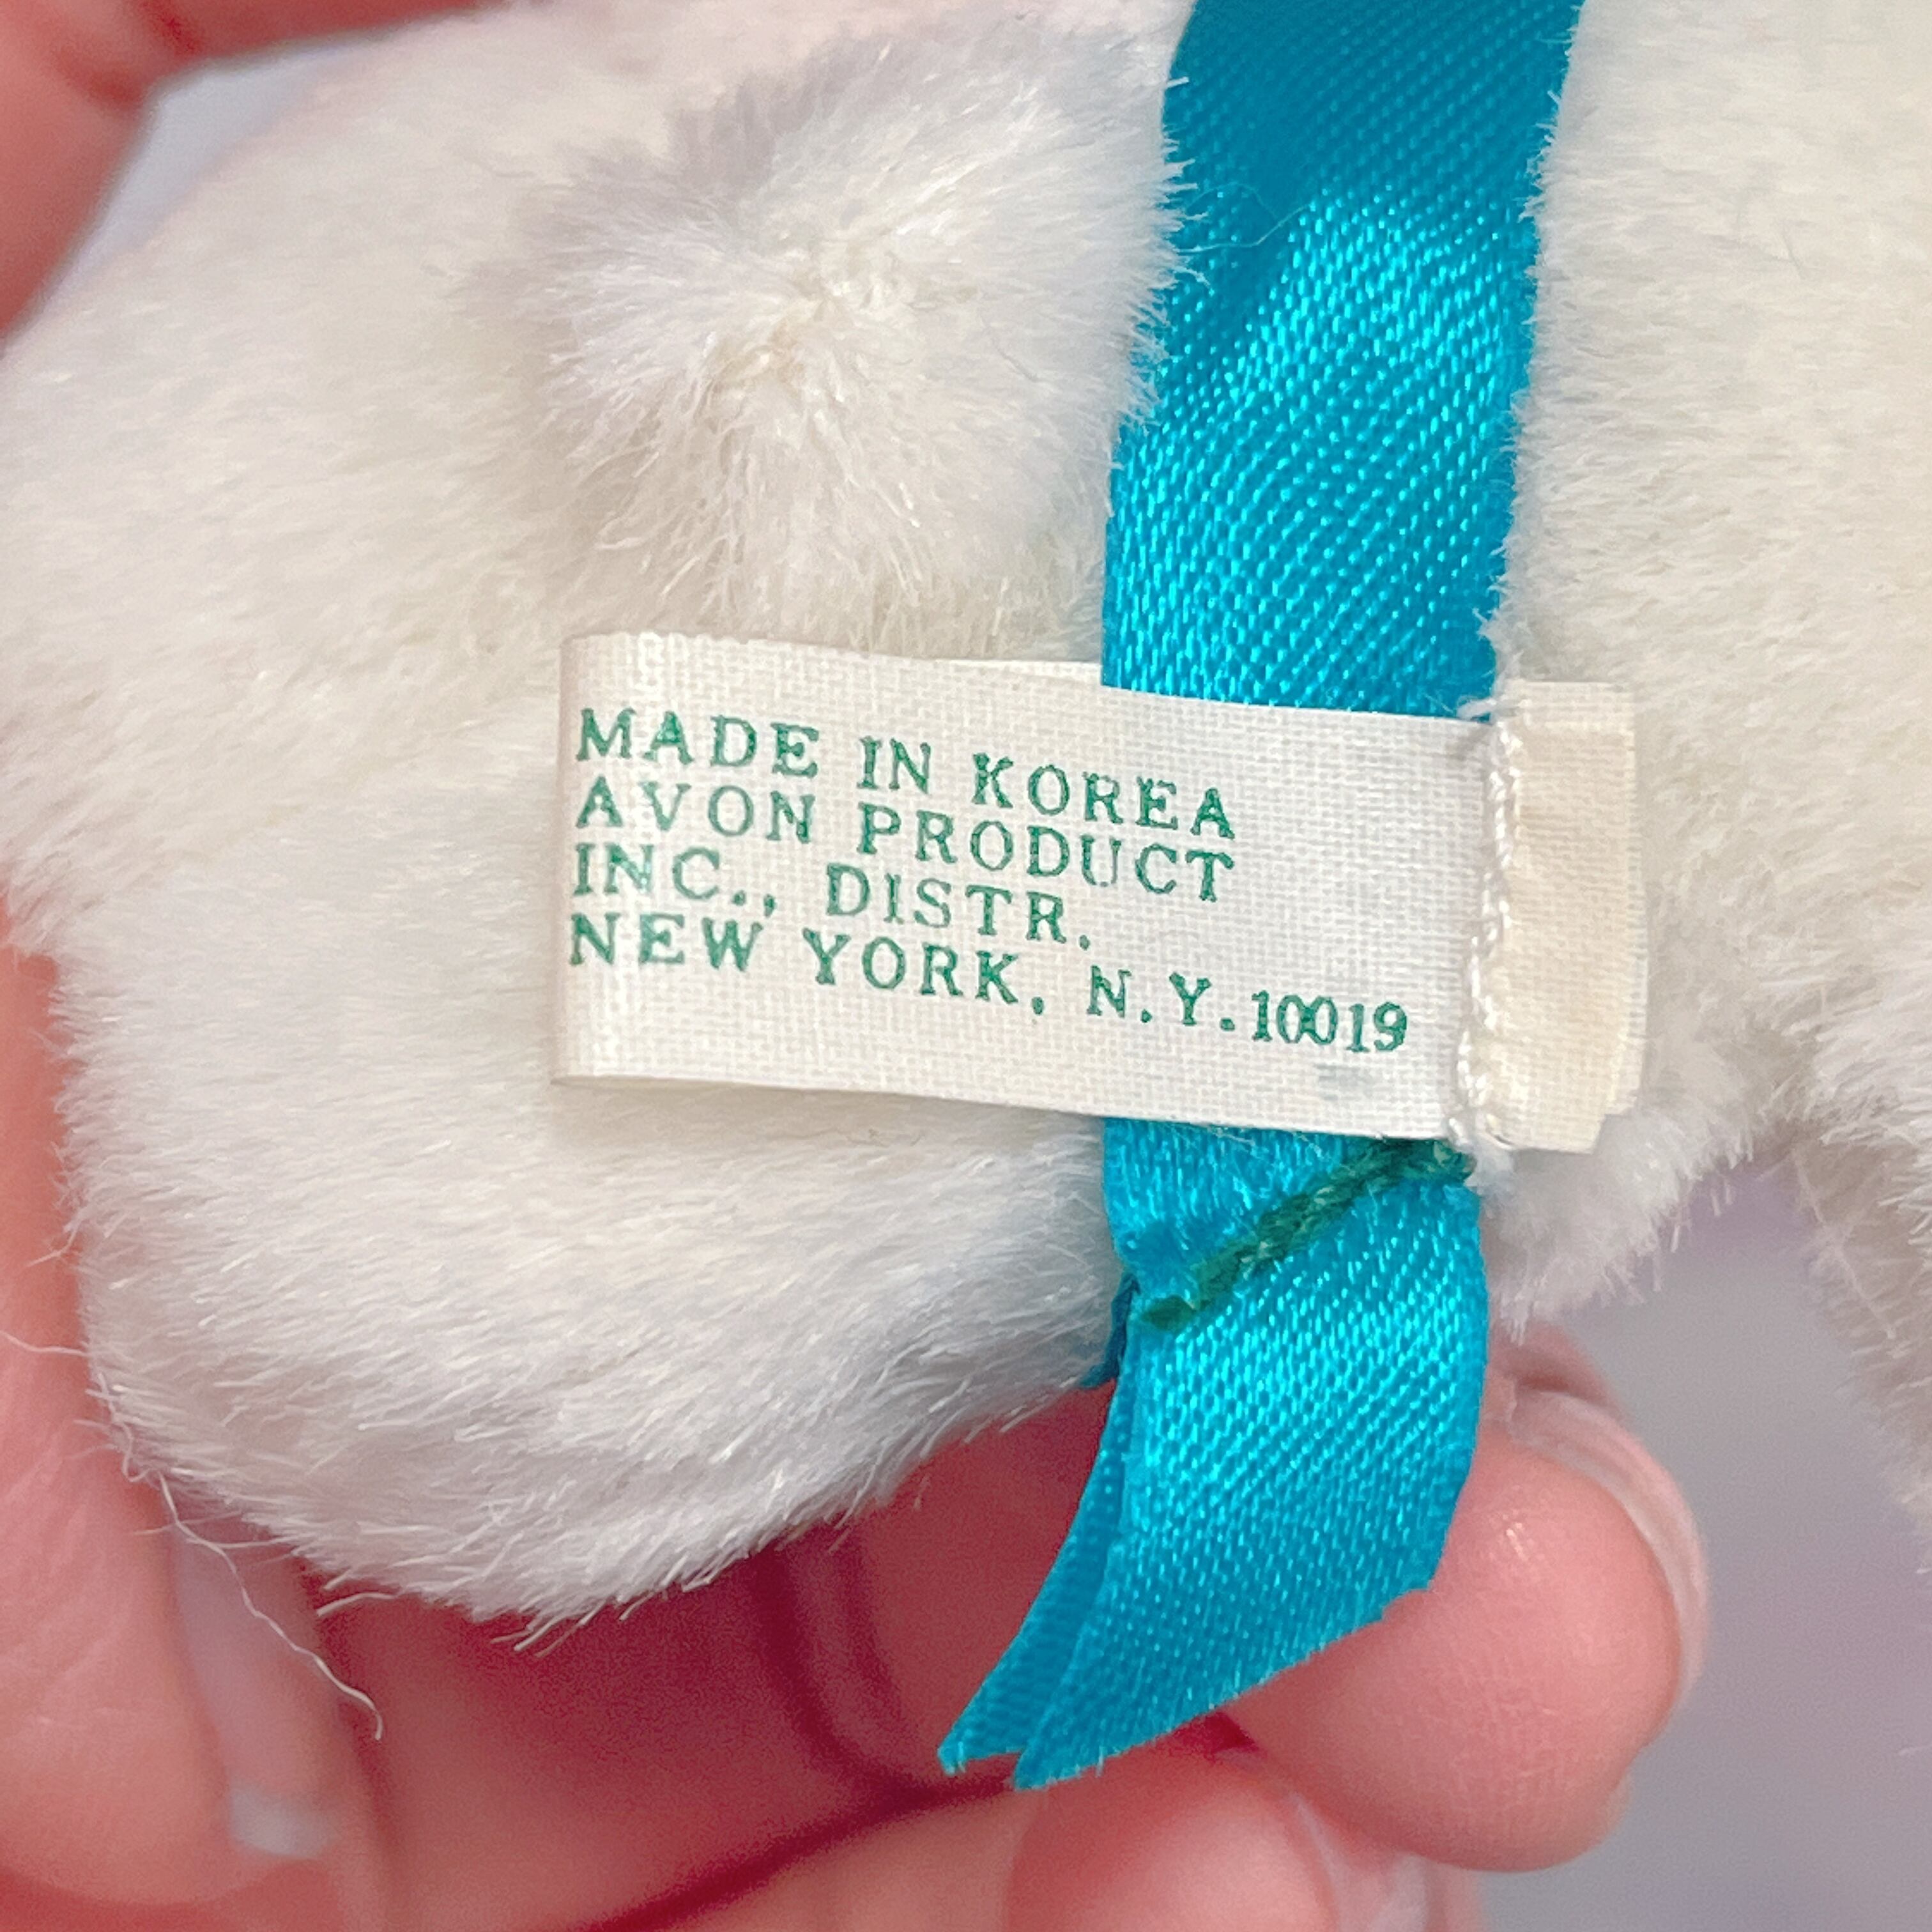 MADE IN KOREA
AVON PRODUCT
INC., DISTR.
NEW YORK, N.Y.10019